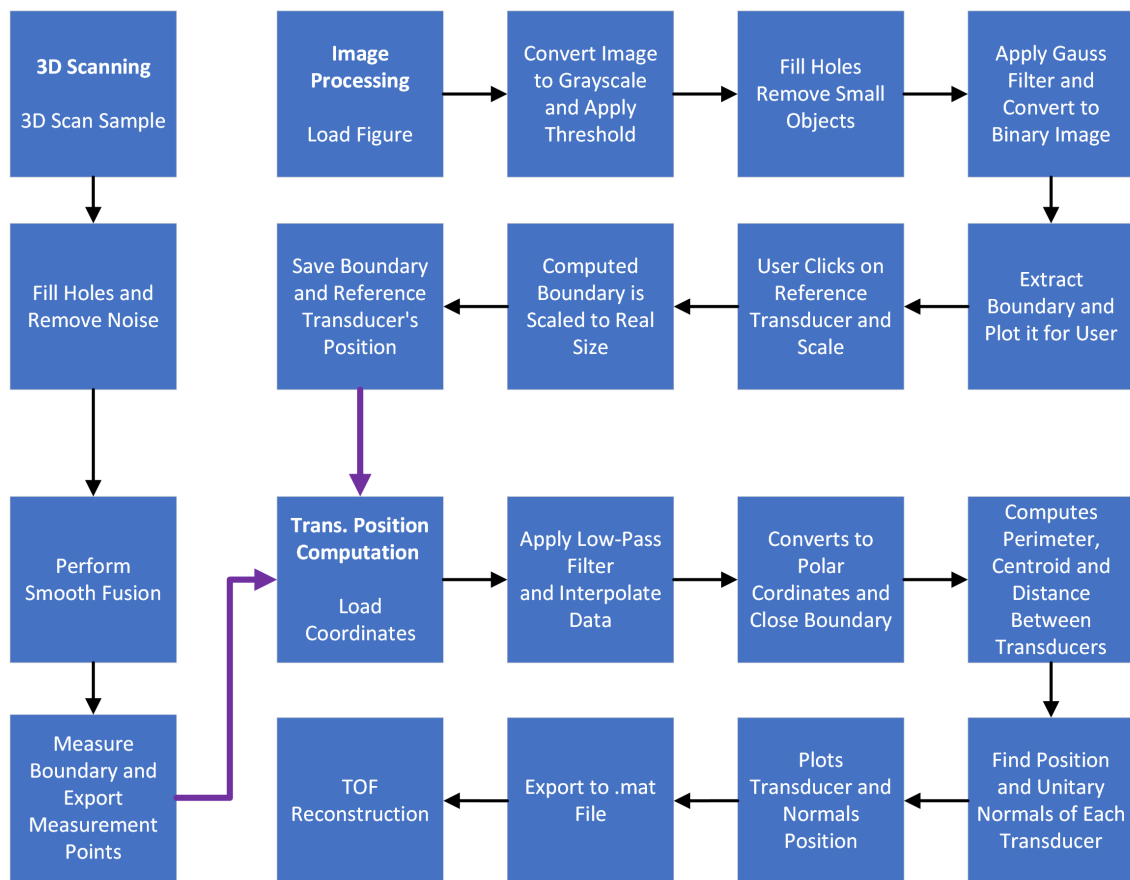 3D Scanning
3D Scan Sample
Fill Holes and
Remove Noise
Perform
Smooth Fusion
Measure
Boundary and
Export
Measurement
Points
Image
Processing
Load Figure
Convert Image
to Grayscale
and Apply
Threshold
Fill Holes
Remove Small
Objects
Apply Gauss
Filter and
Convert to
Binary Image
Extract
Boundary and
Plot it for User
User Clicks on
Reference
Transducer and
Scale
Computed
Boundary is
Scaled to Real
Size
Save Boundary
and Reference
Transducer's
Position
Trans. Position
Computation
Load
Coordinates
Apply Low-Pass
Filter
and Interpolate
Data
Converts to
Polar
Cordinates and
Close Boundary
Computes
Perimeter,
Centroid and
Distance
Between
Transducers
Find Position
and Unitary
Normals of Each
Transducer
Plots
Transducer and
Normals
Position
Export to .mat
File
TOF
Reconstruction